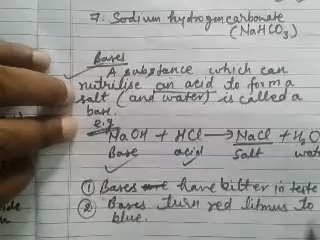 7. Sodium hydrogencarbonate
(NaHCO3)
Bases
A substance which can
nutrilise an acid to form a
salt (and water) is called a
base.
e.g
NaOH + HCl → NaCl + H2O
Base acid Salt wate
① Bases have bitter in taste
② Bases turn red litmus to
blue.